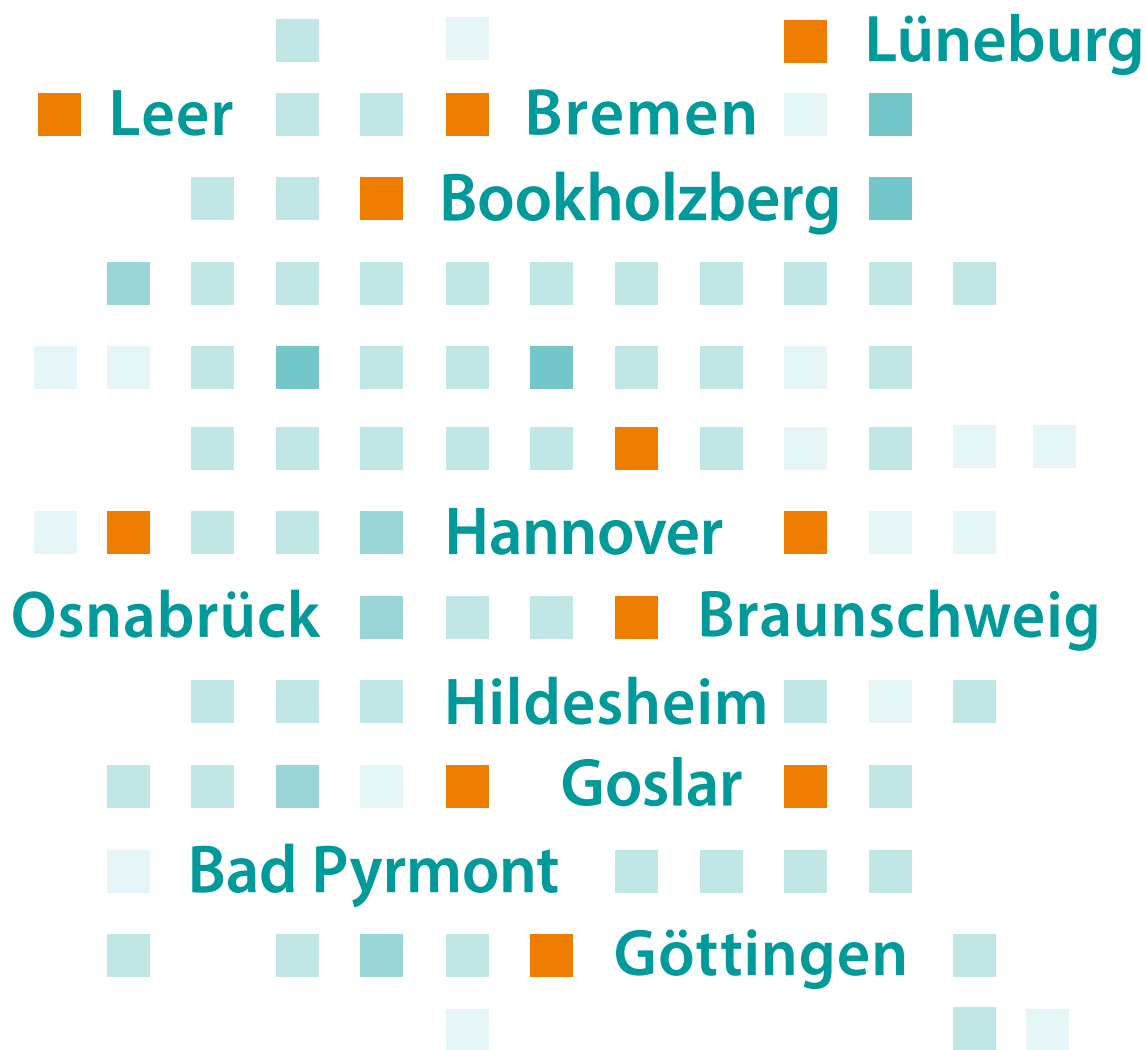 Lüneburg
Leer
Bremen
Bookholzberg
Hannover
Osnabrück
Braunschweig
Hildesheim
Goslar
Bad Pyrmont
Göttingen